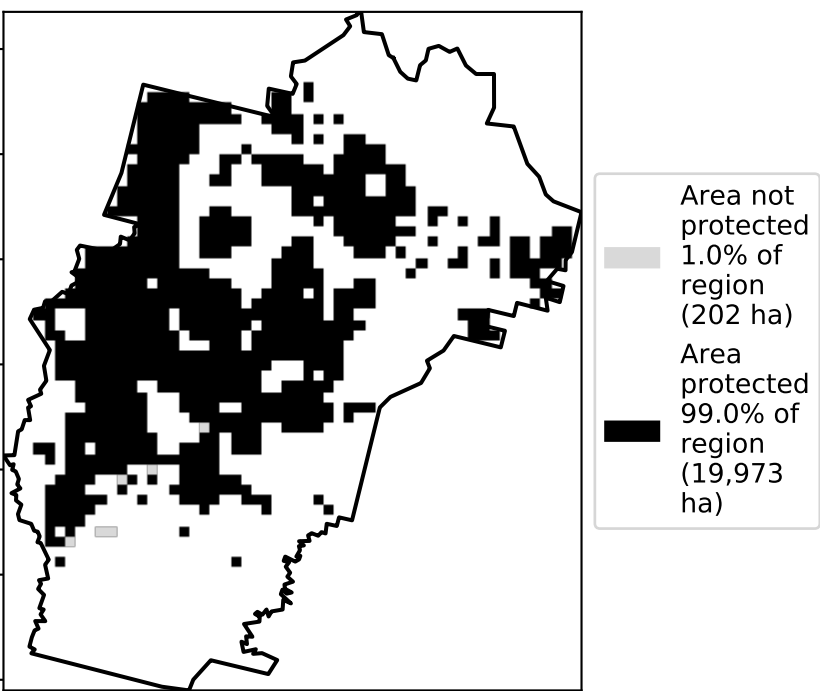 Area not
protected
1.0% of
region
(202 ha)
Area
protected
99.0% of
region
(19,973
ha)